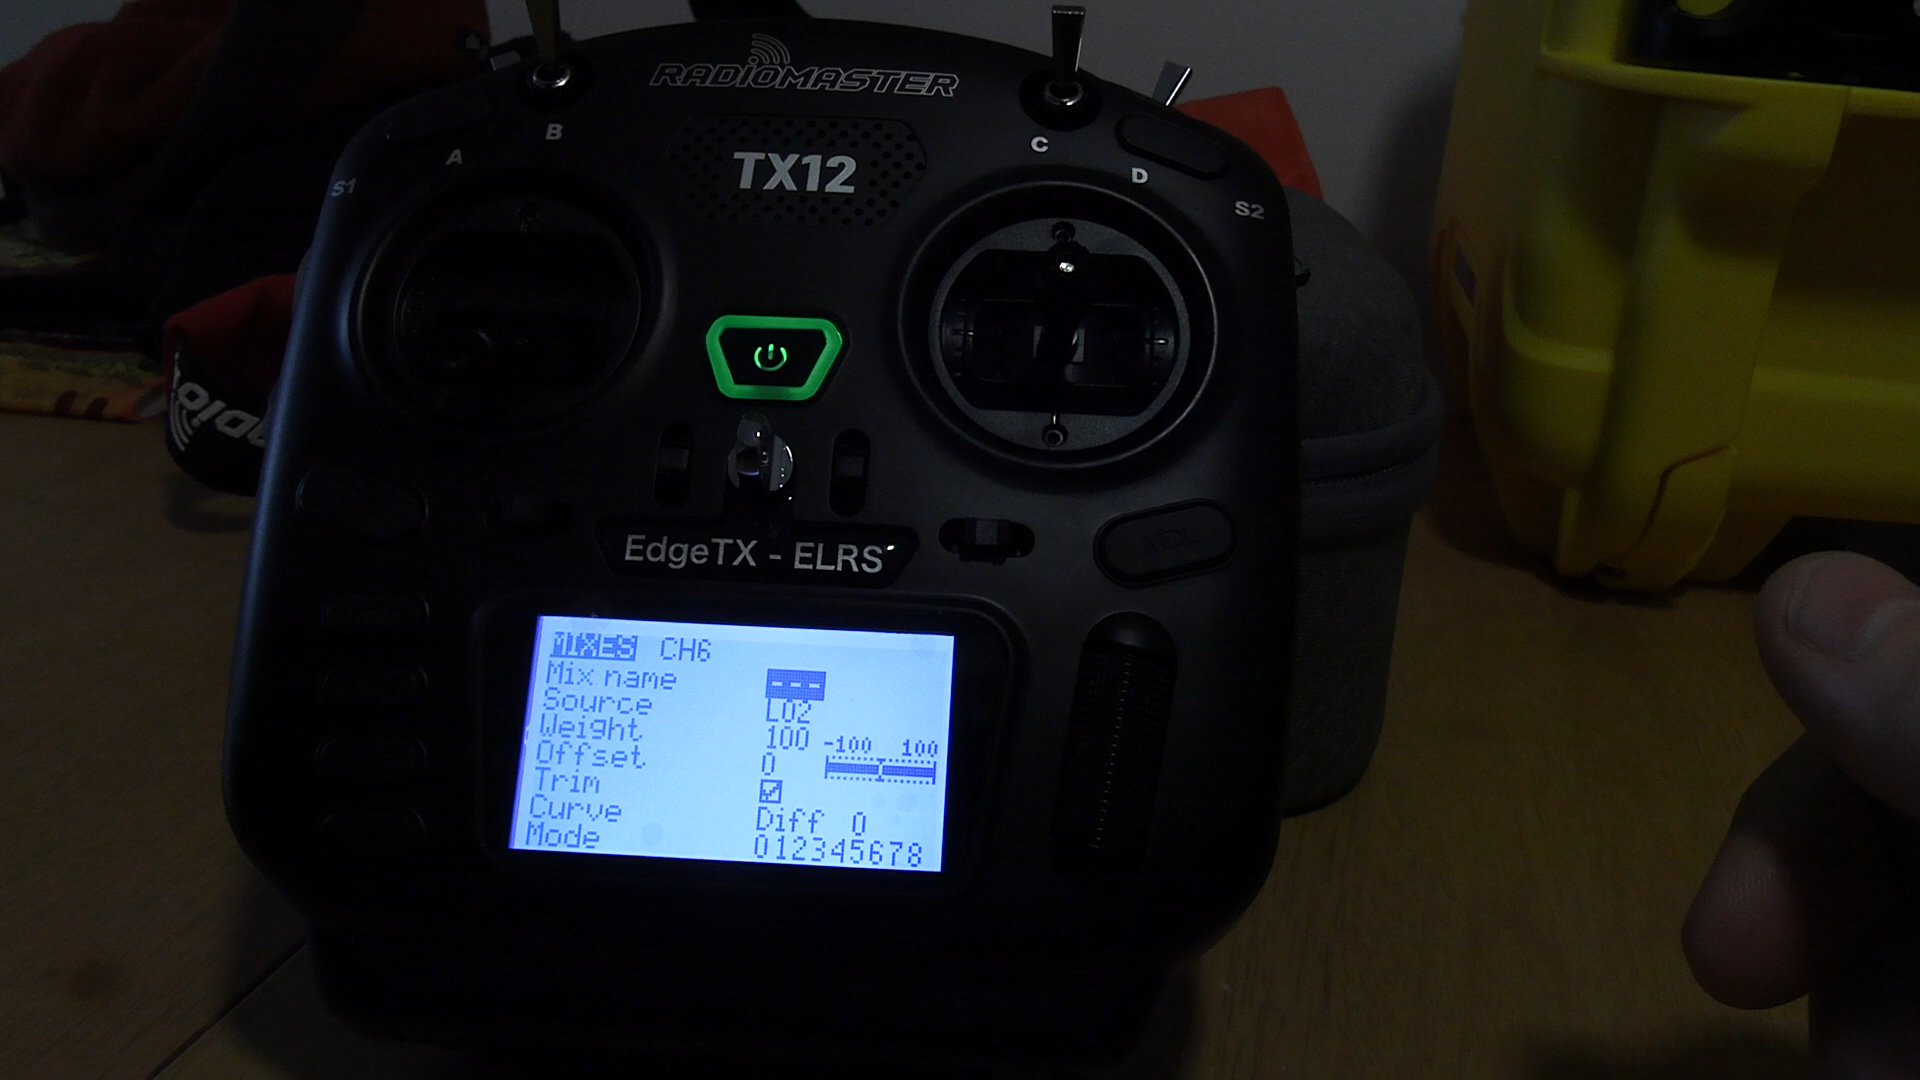 RADIOMASTER
TX12
B
C
A
D
S1
S2
EdgeTX - ELRS
MIXES CH6
Mix name ---
Source L02
Weight 100 -100 100
Offset 0
Trim
Curve Diff 0
Mode 012345678
MDL